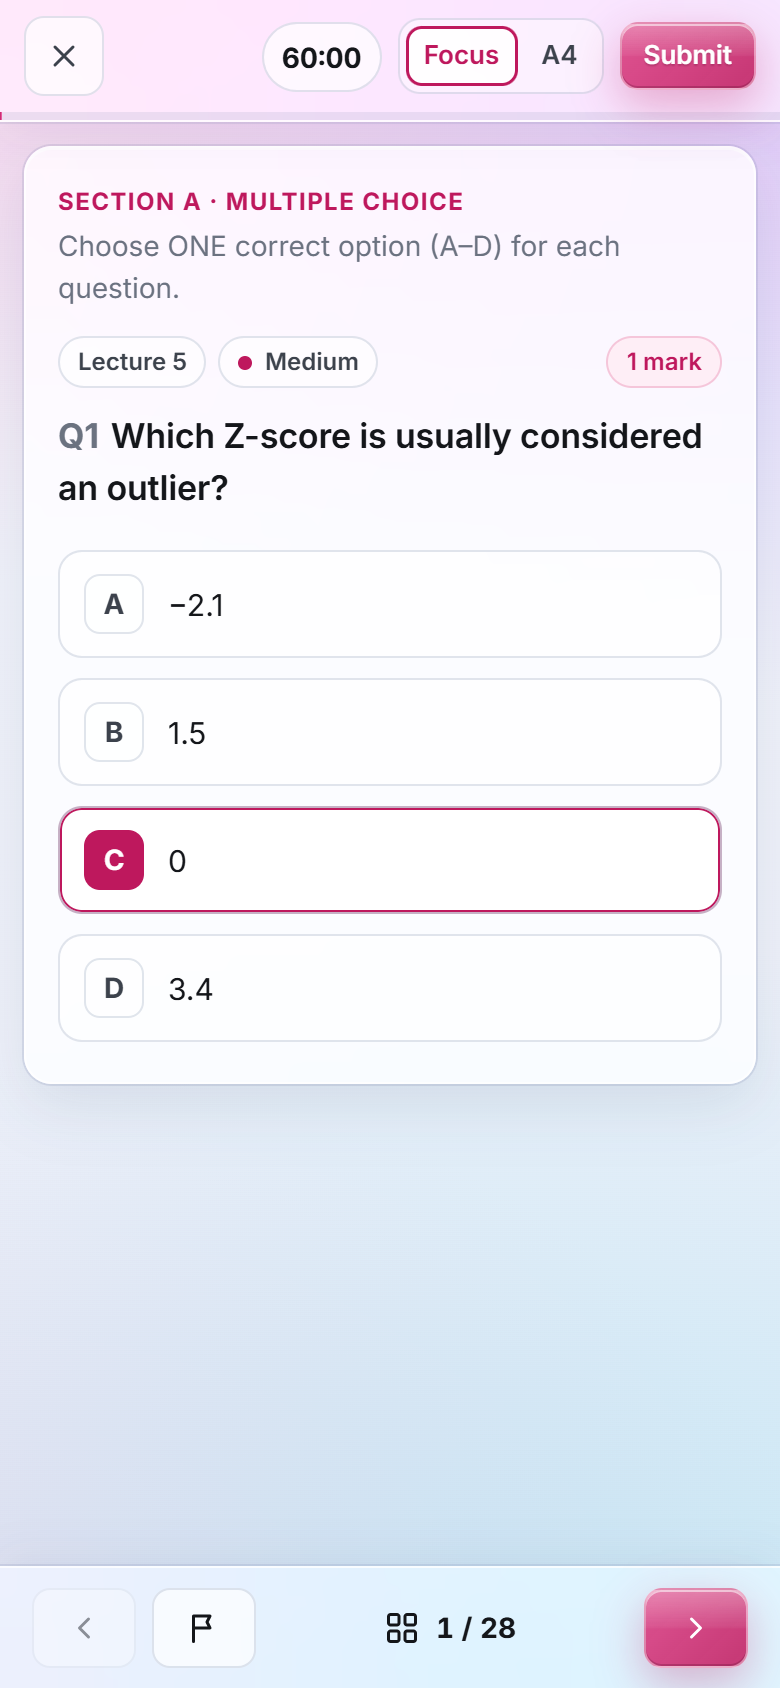 60:00
Focus
A4
Submit
SECTION A · MULTIPLE CHOICE
Choose ONE correct option (A–D) for each
question.
Lecture 5
Medium
1 mark
Q1 Which Z-score is usually considered
an outlier?
A −2.1
B 1.5
C 0
D 3.4
1 / 28